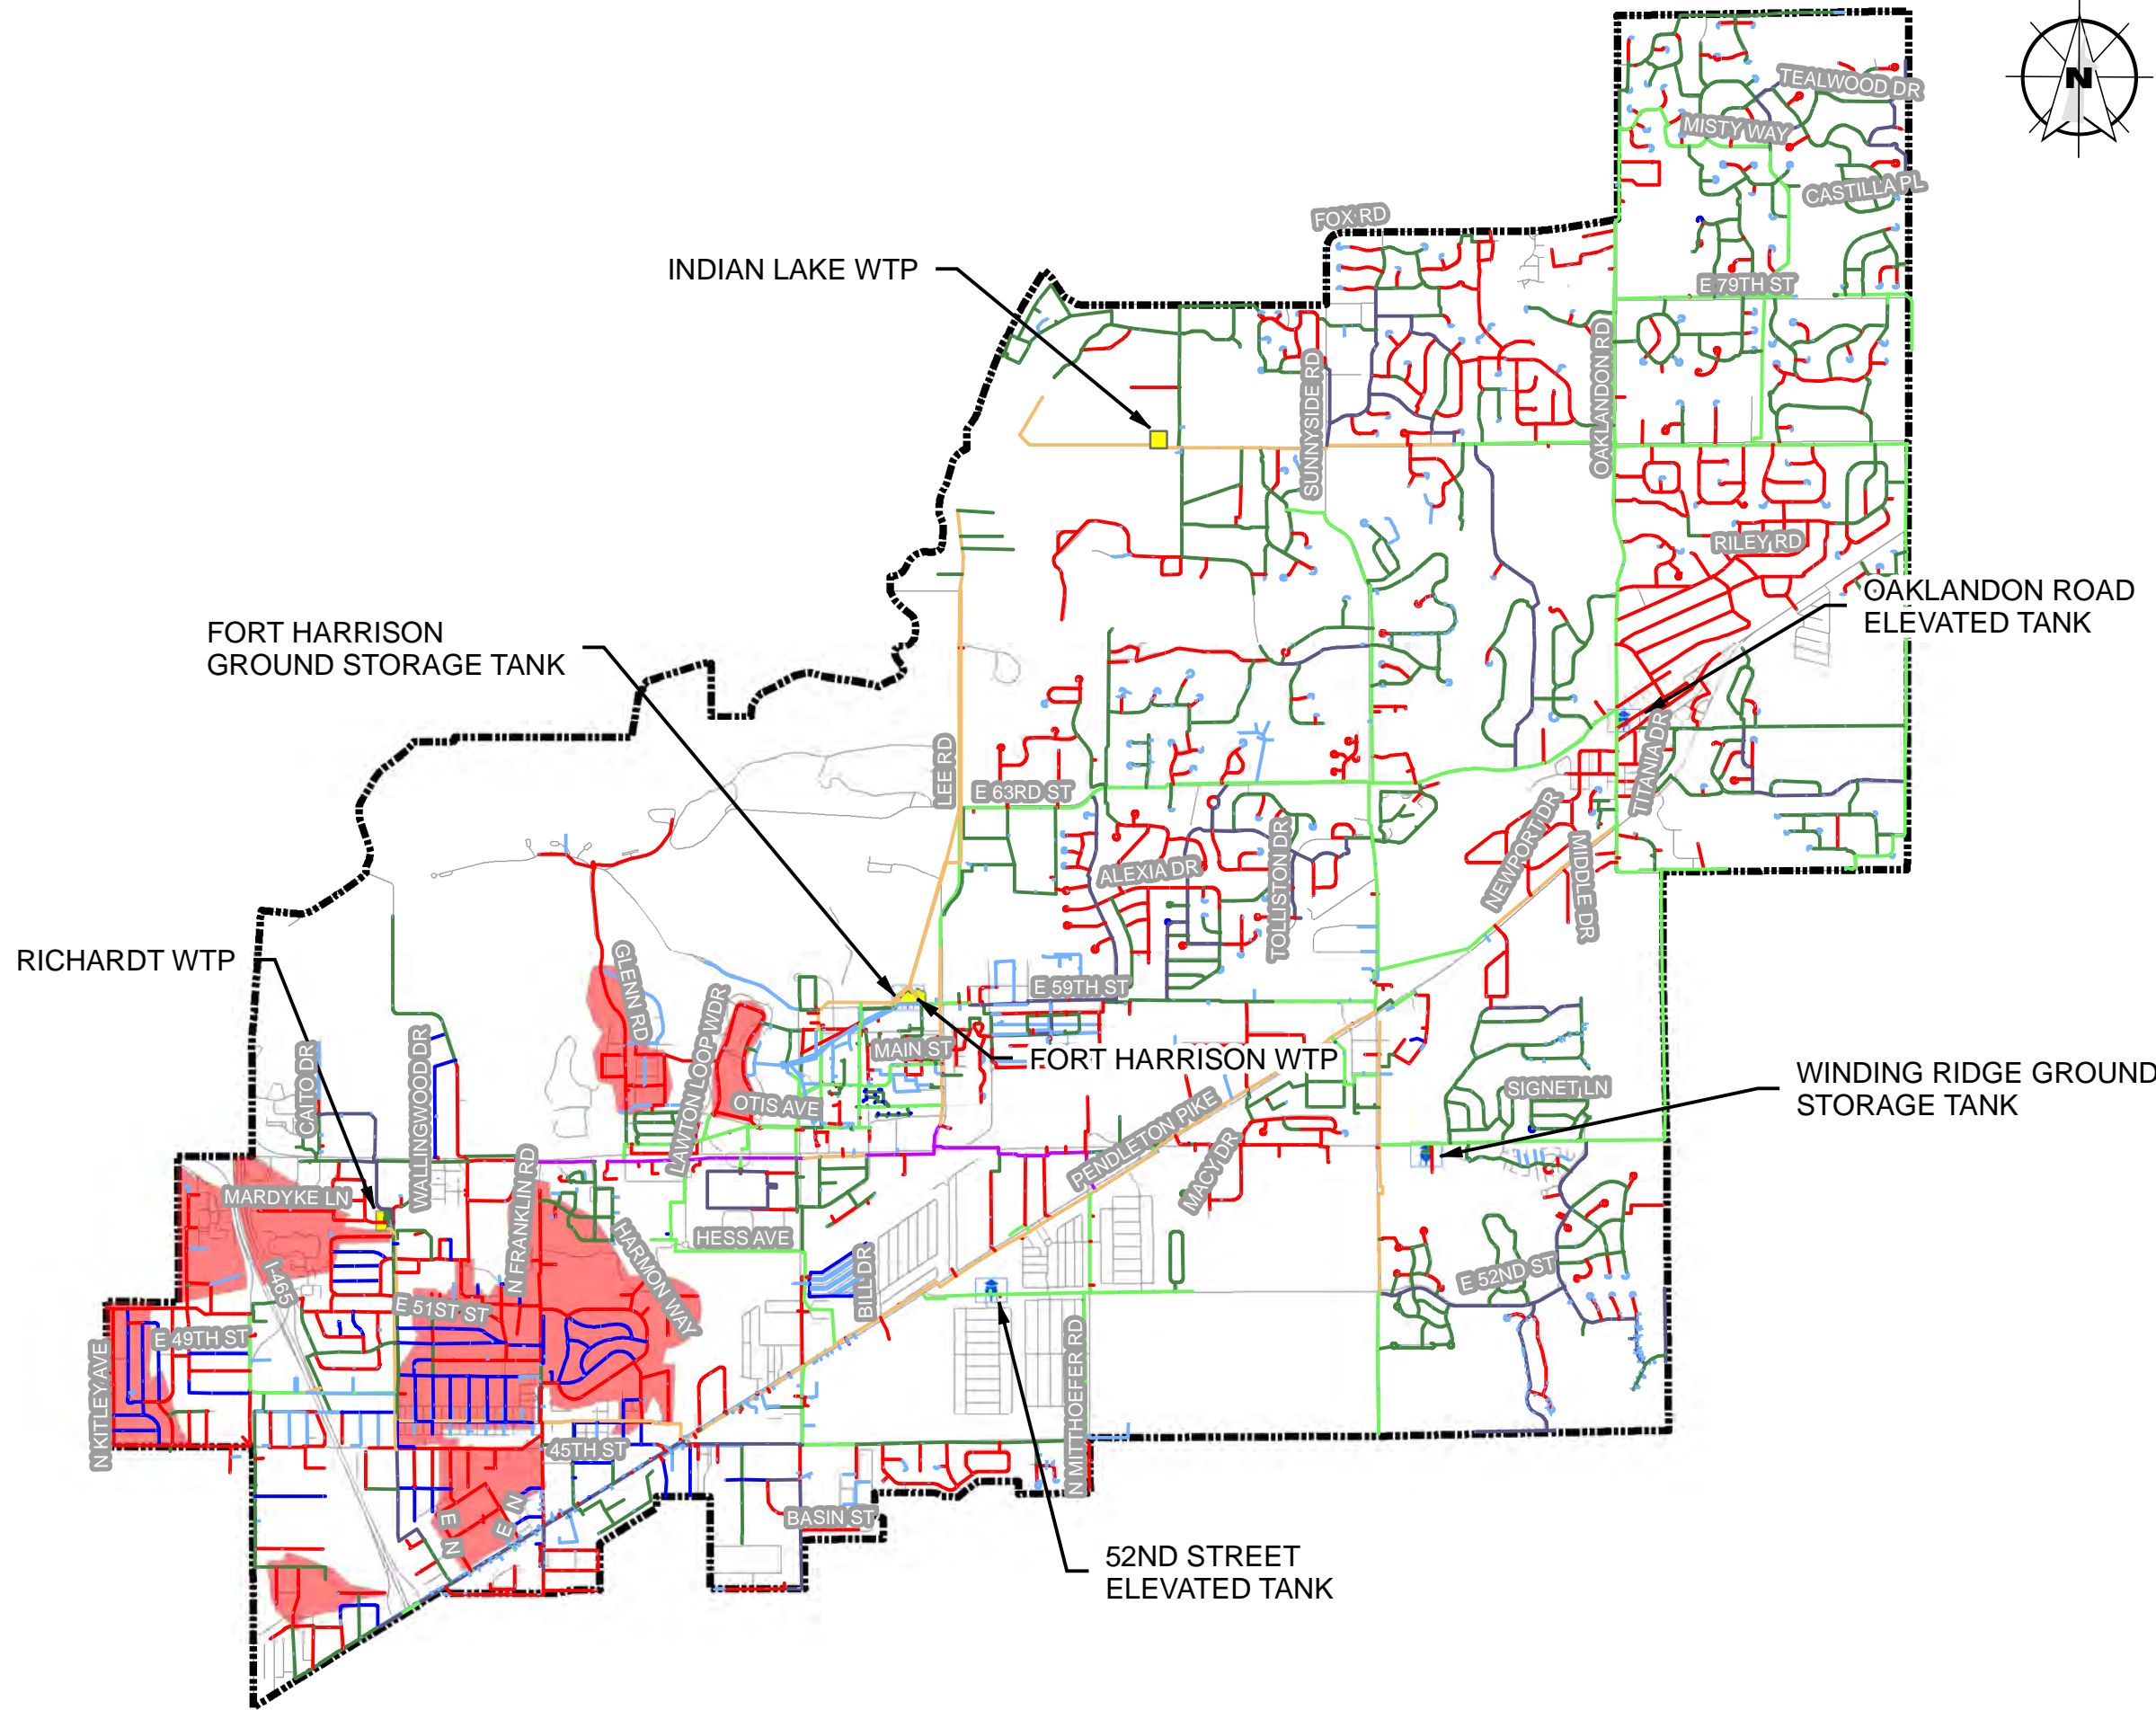 N
TEALWOOD DR
MISTY WAY
CASTILLA PL
FOX RD
INDIAN LAKE WTP
E 79TH ST
SUNNYSIDE RD
OAKLANDON RD
RILEY RD
OAKLANDON ROAD
ELEVATED TANK
FORT HARRISON
GROUND STORAGE TANK
LEE RD
E 63RD ST
TITANIA DR
NEWPORT DR
MIDDLE DR
ALEXIA DR
TOLLISTON DR
RICHARDT WTP
GLENN RD
LAWTON LOOP W DR
E 59TH ST
MAIN ST
FORT HARRISON WTP
OTIS AVE
CAITO DR
WALLINGWOOD DR
PENDLETON PIKE
MACY DR
SIGNET LN
WINDING RIDGE GROUND
STORAGE TANK
MARDYKE LN
N FRANKLIN RD
HARMON WAY
HESS AVE
BILL DR
I-465
E 51ST ST
E 49TH ST
E 52ND ST
N KITLEY AVE
N MITTHOEFER RD
45TH ST
E N
E N
BASIN ST
52ND STREET
ELEVATED TANK